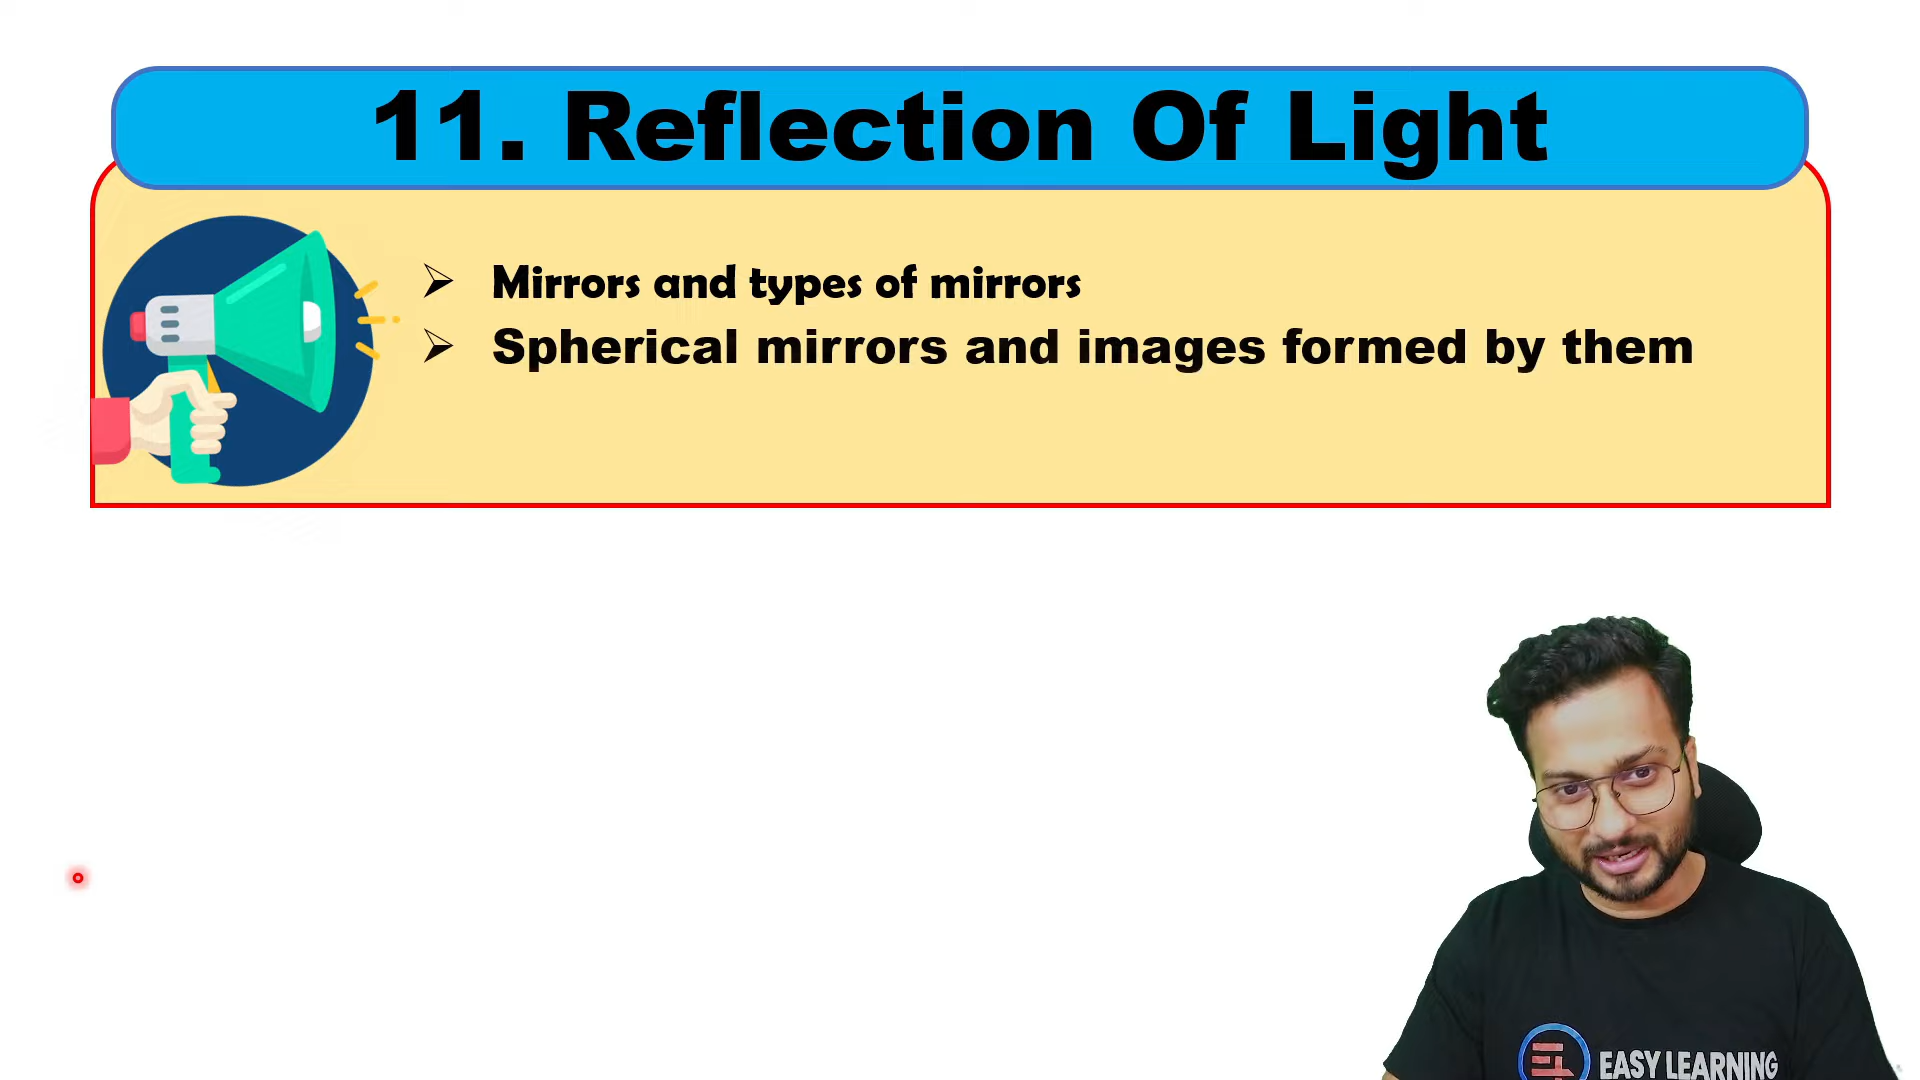 11. Reflection Of Light
➢ Mirrors and types of mirrors
➢ Spherical mirrors and images formed by them
EASY LEARNING